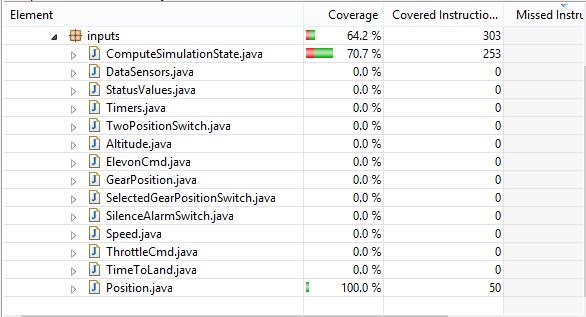 Element Coverage Covered Instructio... Missed Instru
inputs 64.2 % 303
ComputeSimulationState.java 70.7 % 253
DataSensors.java 0.0 % 0
StatusValues.java 0.0 % 0
Timers.java 0.0 % 0
TwoPositionSwitch.java 0.0 % 0
Altitude.java 0.0 % 0
ElevonCmd.java 0.0 % 0
GearPosition.java 0.0 % 0
SelectedGearPositionSwitch.java 0.0 % 0
SilenceAlarmSwitch.java 0.0 % 0
Speed.java 0.0 % 0
ThrottleCmd.java 0.0 % 0
TimeToLand.java 0.0 % 0
Position.java 100.0 % 50